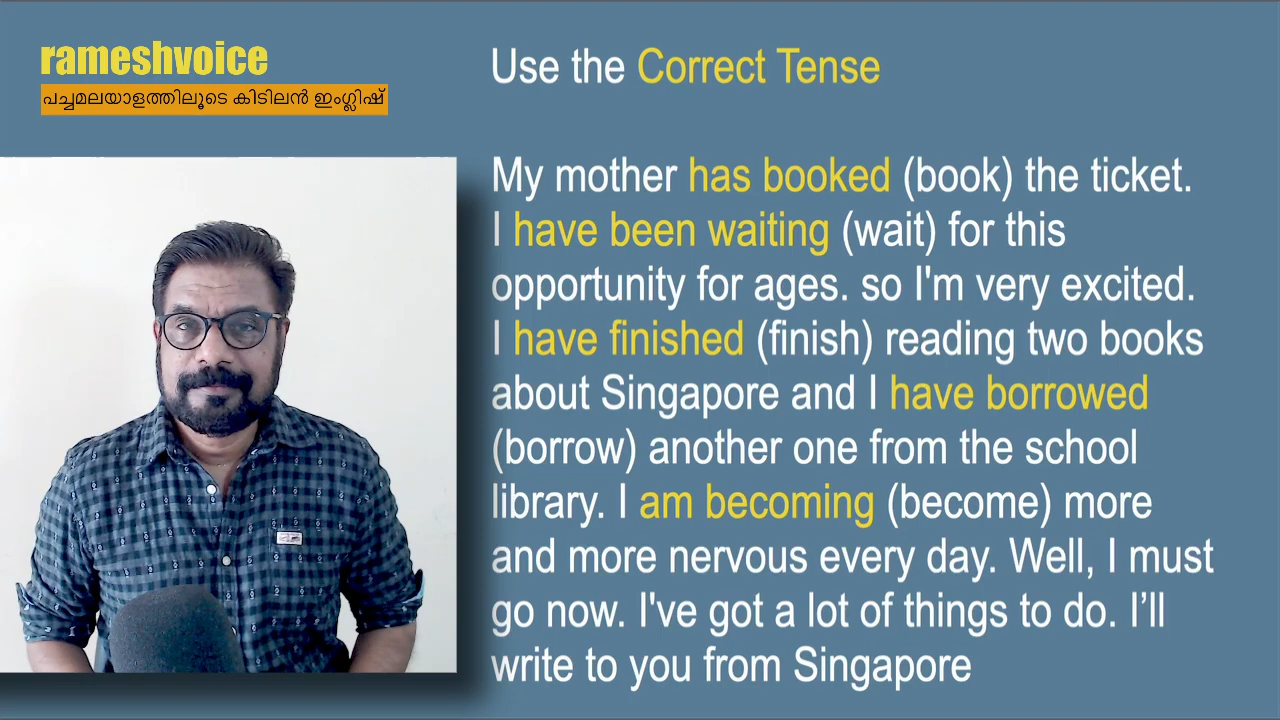 rameshvoice
പച്ചമലയാളത്തിലൂടെ കിടിലൻ ഇംഗ്ലിഷ്
Use the Correct Tense
My mother has booked (book) the ticket.
I have been waiting (wait) for this
opportunity for ages. so I'm very excited.
I have finished (finish) reading two books
about Singapore and I have borrowed
(borrow) another one from the school
library. I am becoming (become) more
and more nervous every day. Well, I must
go now. I've got a lot of things to do. I’ll
write to you from Singapore